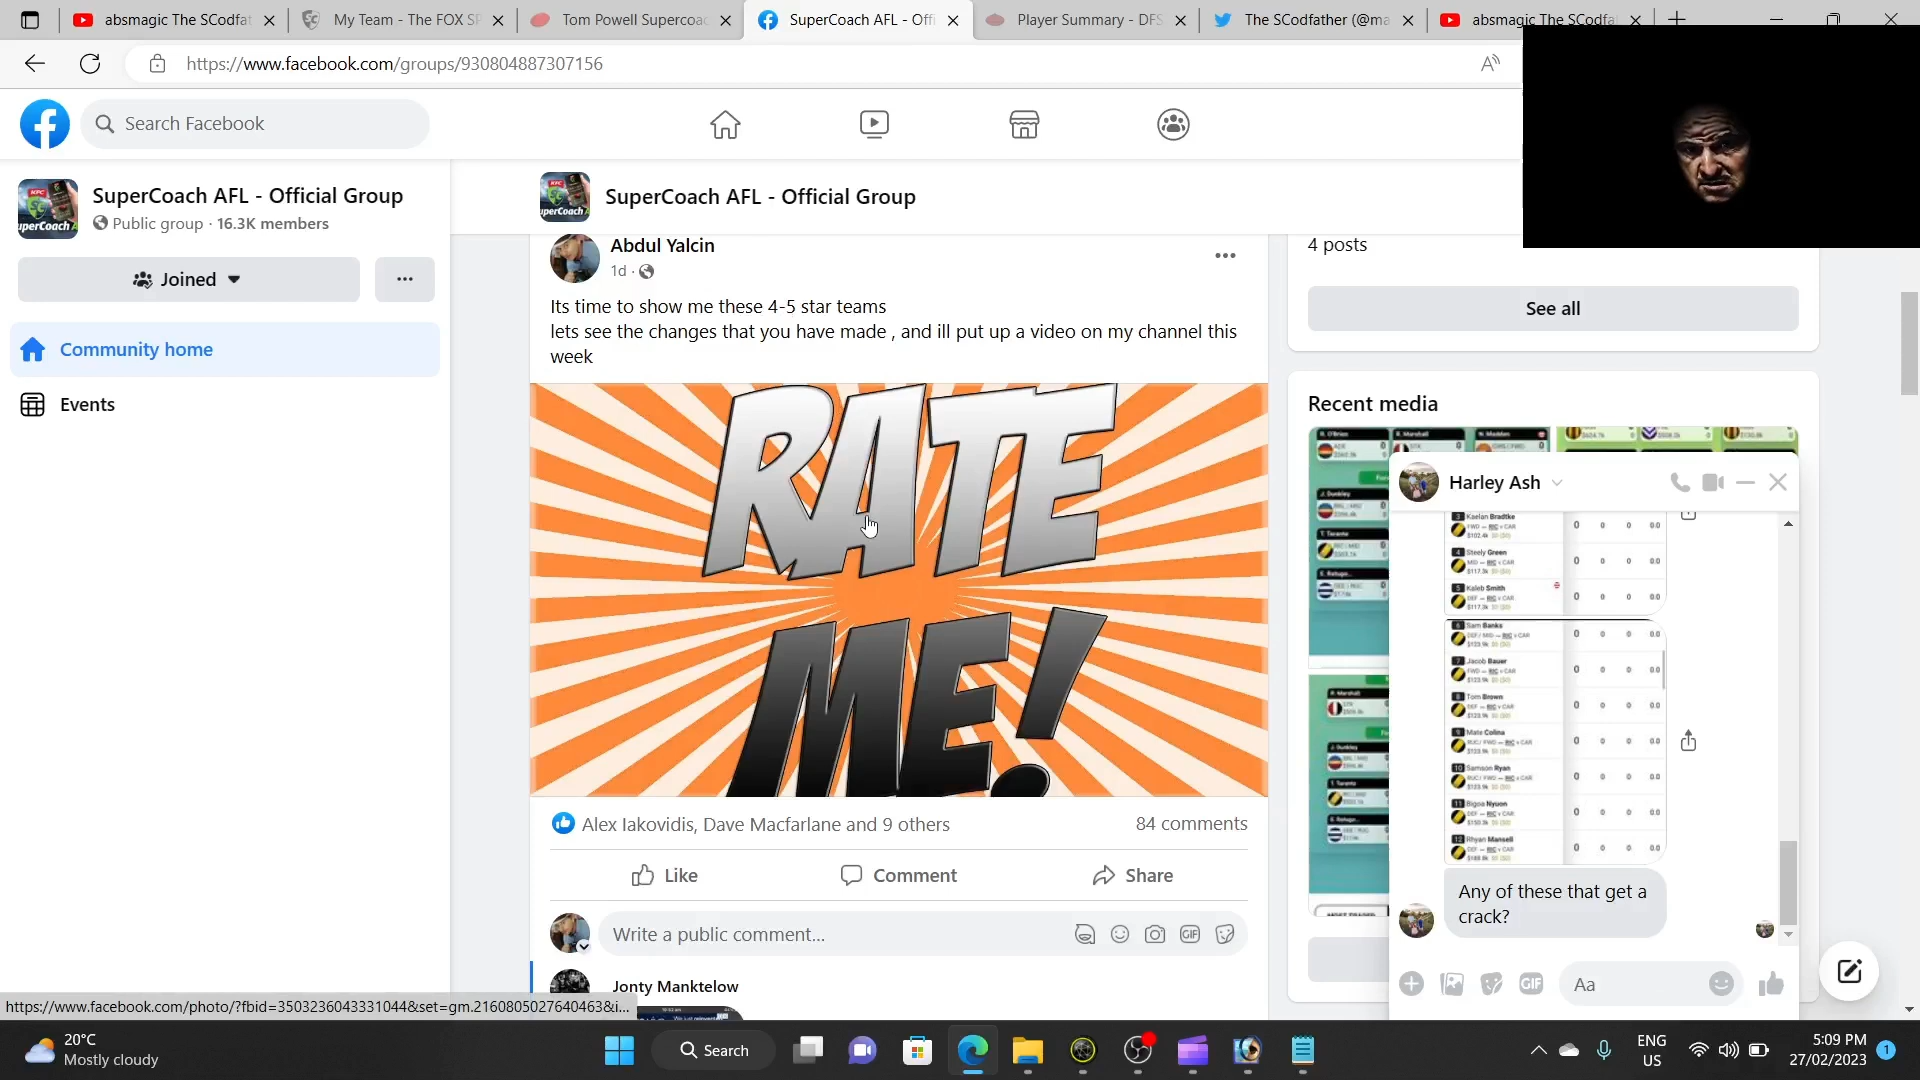 absmagic The SCodfat
My Team - The FOX SP
Tom Powell Supercoac
SuperCoach AFL - Offi
Player Summary - DFS
The SCodfather (@ma
absmagic The SCodfa
https://www.facebook.com/groups/930804887307156
Search Facebook
SuperCoach AFL - Official Group
Public group · 16.3K members
Joined
Community home
Events
SuperCoach AFL - Official Group
Abdul Yalcin
1d ·
Its time to show me these 4-5 star teams
lets see the changes that you have made , and ill put up a video on my channel this
week
RATE
ME!
Alex Iakovidis, Dave Macfarlane and 9 others
84 comments
Like
Comment
Share
Write a public comment...
GIF
Jonty Manktelow
4 posts
See all
Recent media
Harley Ash
Kaelan Bradtke
Steely Green
Kaleb Smith
Sam Banks
Jacob Bauer
Tom Brown
Mate Colina
Samson Ryan
Bigoa Nyuon
Rhyan Mansell
Any of these that get a
crack?
GIF
Aa
https://www.facebook.com/photo/?fbid=35032360433310448&set=gm.2160805027640463&i...
20°C
Mostly cloudy
Search
ENG
US
5:09 PM
27/02/2023
1